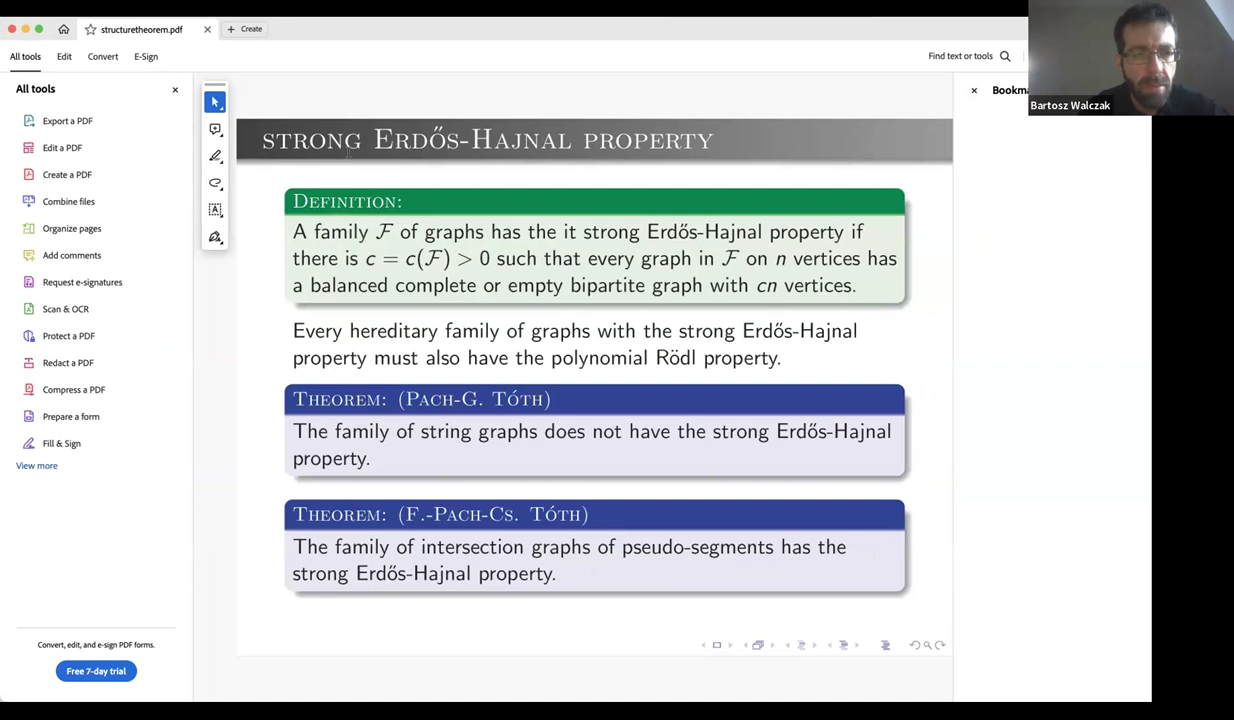 structuretheorem.pdf
+ Create
All tools
Edit
Convert
E-Sign
Find text or tools
All tools
Export a PDF
Edit a PDF
Create a PDF
Combine files
Organize pages
Add comments
Request e-signatures
Scan & OCR
Protect a PDF
Redact a PDF
Compress a PDF
Prepare a form
Fill & Sign
View more
Convert, edit, and e-sign PDF forms.
Free 7-day trial
STRONG ERDŐS-HAJNAL PROPERTY
DEFINITION:
A family ℱ of graphs has the it strong Erdős-Hajnal property if
there is c = c(ℱ) > 0 such that every graph in ℱ on n vertices has
a balanced complete or empty bipartite graph with cn vertices.
Every hereditary family of graphs with the strong Erdős-Hajnal
property must also have the polynomial Rödl property.
THEOREM: (PACH-G. TÓTH)
The family of string graphs does not have the strong Erdős-Hajnal
property.
THEOREM: (F.-PACH-CS. TÓTH)
The family of intersection graphs of pseudo-segments has the
strong Erdős-Hajnal property.
Bartosz Walczak